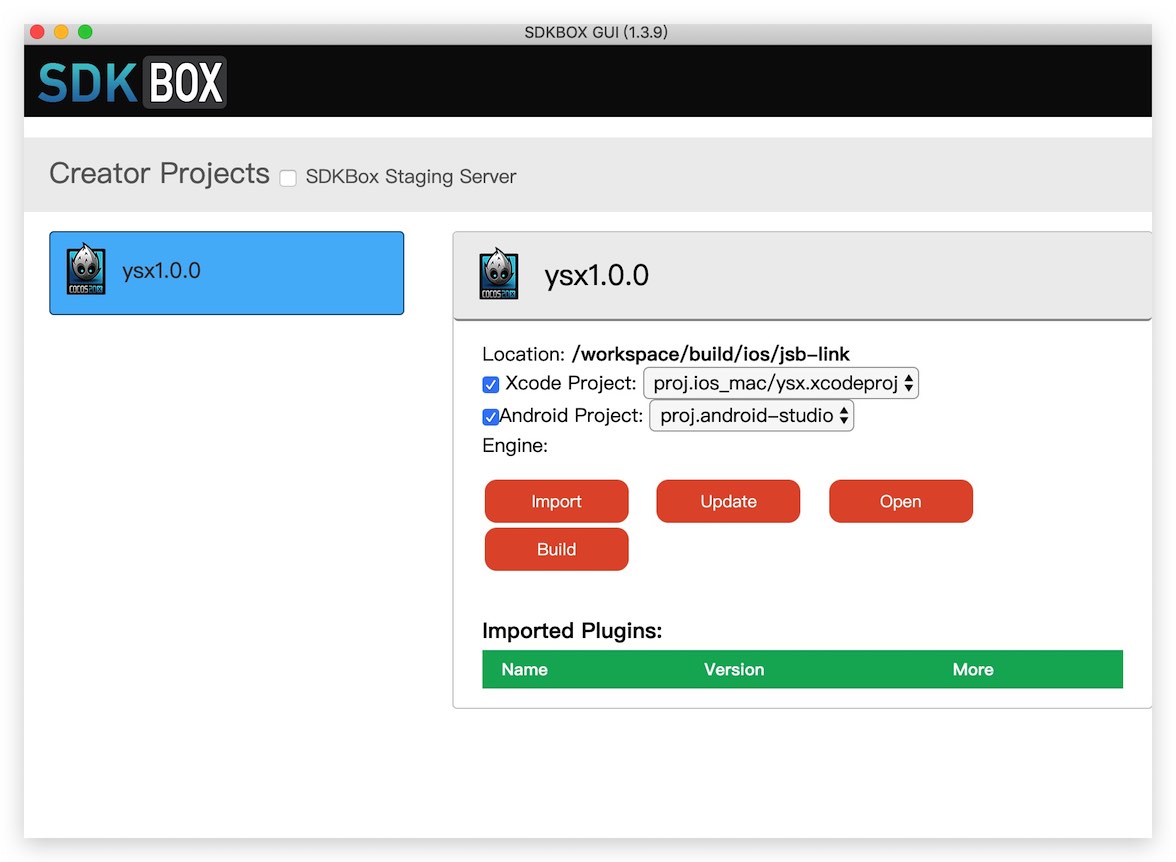 SDKBOX GUI (1.3.9)
SDK BOX
Creator Projects SDKBox Staging Server
COCOS2DX
ysx1.0.0
COCOS2DX
ysx1.0.0
Location: /workspace/build/ios/jsb-link
Xcode Project: proj.ios_mac/ysx.xcodeproj
Android Project: proj.android-studio
Engine:
Import Update Open
Build
Imported Plugins:
Name Version More